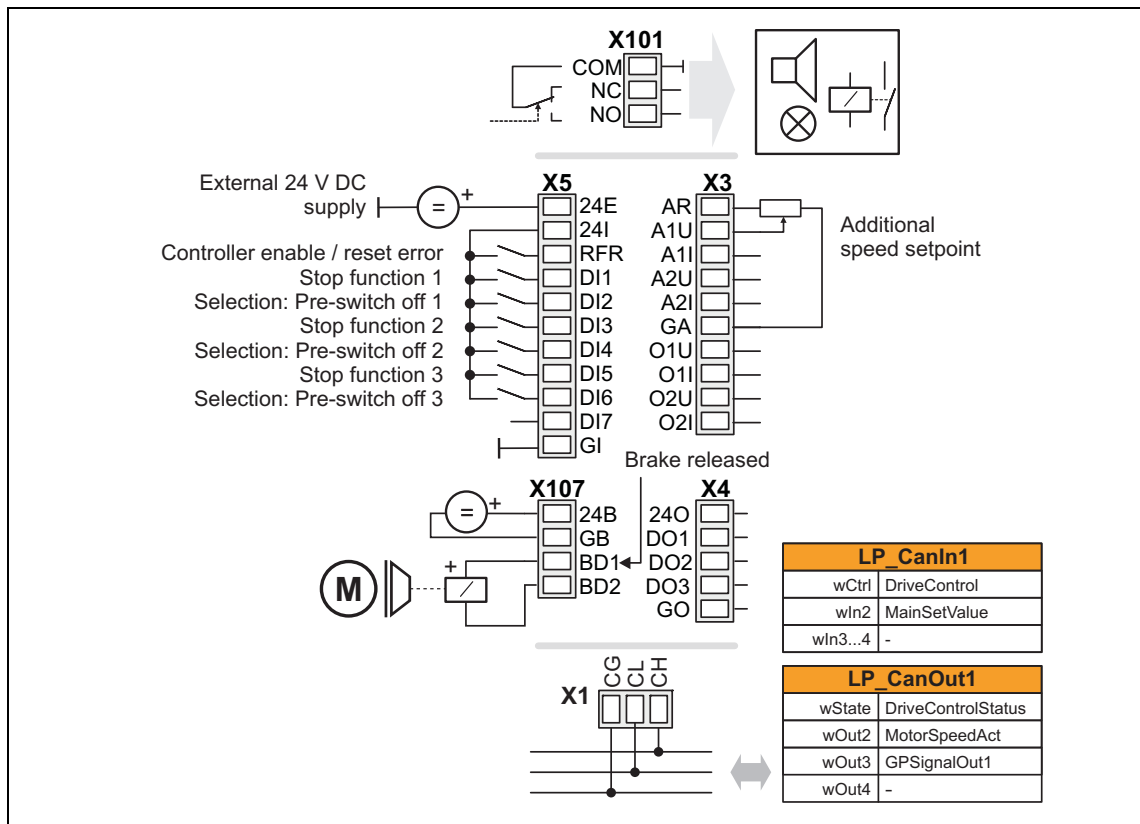 X101
COM
NC
NO
External 24 V DC
supply
=
+
X5
24E
24I
RFR
DI1
DI2
DI3
DI4
DI5
DI6
DI7
GI
Controller enable / reset error
Stop function 1
Selection: Pre-switch off 1
Stop function 2
Selection: Pre-switch off 2
Stop function 3
Selection: Pre-switch off 3
X3
AR
A1U
A1I
A2U
A2I
GA
O1U
O1I
O2U
O2I
Additional
speed setpoint
Brake released
X107
=
+
24B
GB
BD1
BD2
M
+
X4
24O
DO1
DO2
DO3
GO
X1
CG
CL
CH
LP_CanIn1
wCtrl DriveControl
wIn2 MainSetValue
wIn3...4 -
LP_CanOut1
wState DriveControlStatus
wOut2 MotorSpeedAct
wOut3 GPSignalOut1
wOut4 -